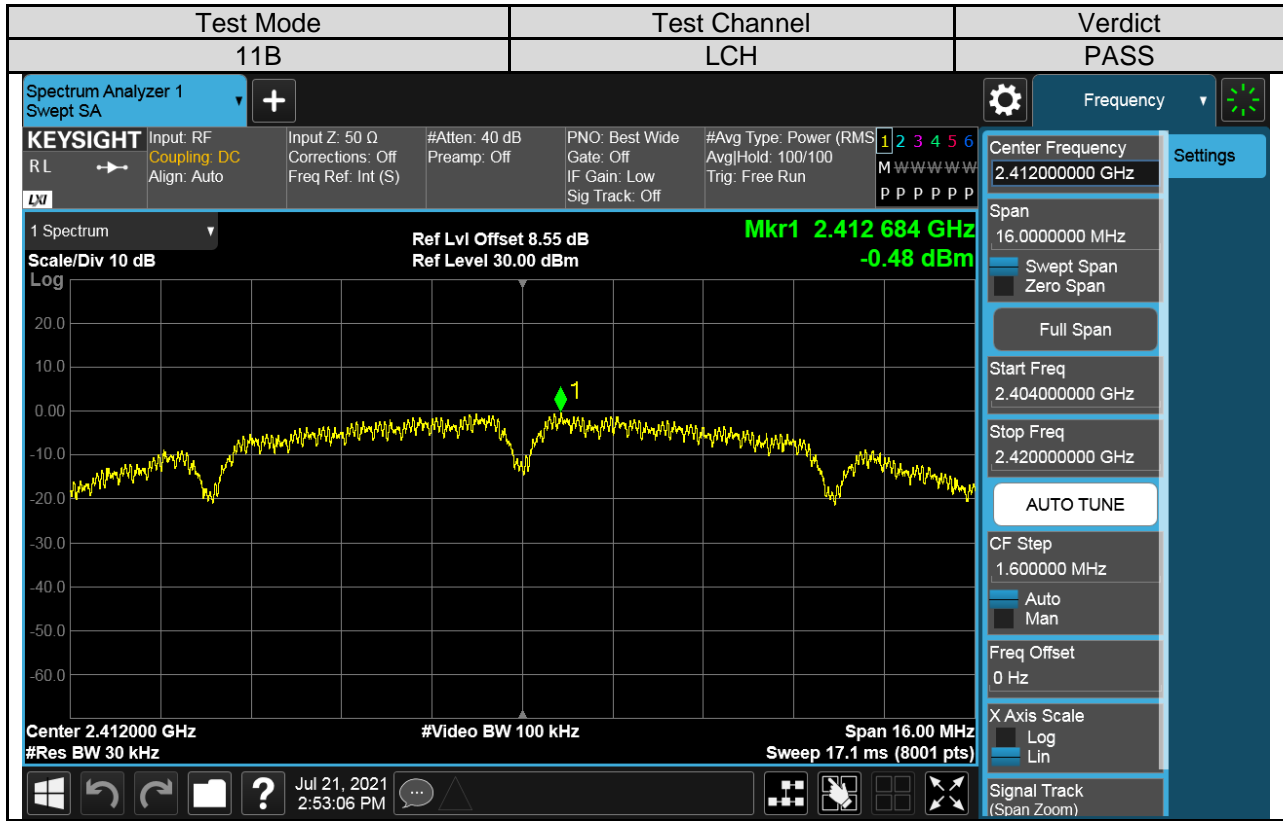 Test Mode Test Channel Verdict
11B LCH PASS
Spectrum Analyzer 1
Swept SA
+
Frequency
KEYSIGHT Input: RF Input Z: 50 Ω #Atten: 40 dB PNO: Best Wide #Avg Type: Power (RMS 1 2 3 4 5 6
RL Coupling: DC Corrections: Off Preamp: Off Gate: Off Avg|Hold: 100/100 M W W W W W
Align: Auto Freq Ref: Int (S) IF Gain: Low Trig: Free Run
LXI Sig Track: Off P P P P P P
1 Spectrum
Ref Lvl Offset 8.55 dB Mkr1 2.412 684 GHz
Scale/Div 10 dB Ref Level 30.00 dBm -0.48 dBm
Log
20.0
10.0
1
0.00
-10.0
-20.0
-30.0
-40.0
-50.0
-60.0
Center 2.412000 GHz #Video BW 100 kHz Span 16.00 MHz
#Res BW 30 kHz Sweep 17.1 ms (8001 pts)
?
Jul 21, 2021
2:53:06 PM
Center Frequency
2.412000000 GHz
Settings
Span
16.0000000 MHz
Swept Span
Zero Span
Full Span
Start Freq
2.404000000 GHz
Stop Freq
2.420000000 GHz
AUTO TUNE
CF Step
1.600000 MHz
Auto
Man
Freq Offset
0 Hz
X Axis Scale
Log
Lin
Signal Track
(Span Zoom)